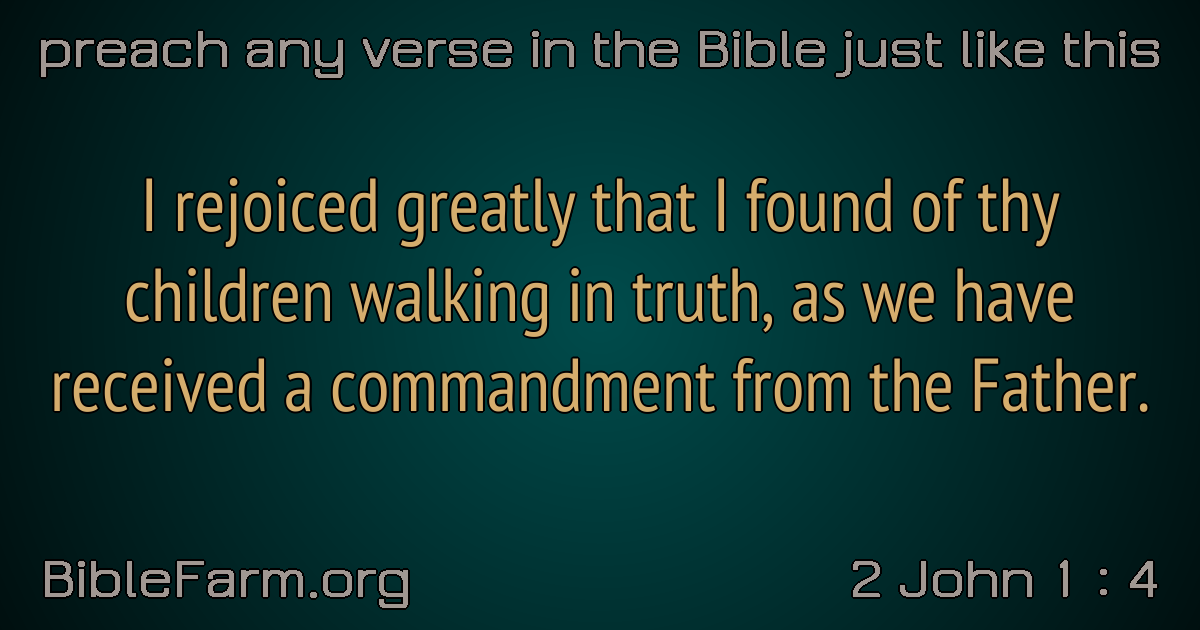 preach any verse in the Bible just like this
I rejoiced greatly that I found of thy
children walking in truth, as we have
received a commandment from the Father.
BibleFarm.org
2 John 1 : 4